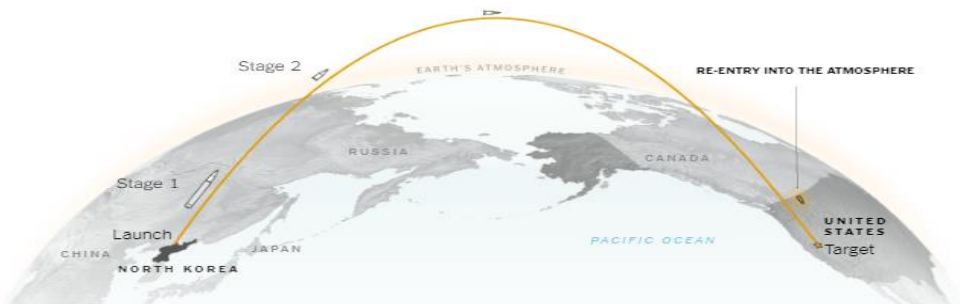 Stage 2
EARTH'S ATMOSPHERE
RE-ENTRY INTO THE ATMOSPHERE
RUSSIA
CANADA
Stage 1
Launch
CHINA
JAPAN
NORTH KOREA
PACIFIC OCEAN
UNITED
STATES
Target